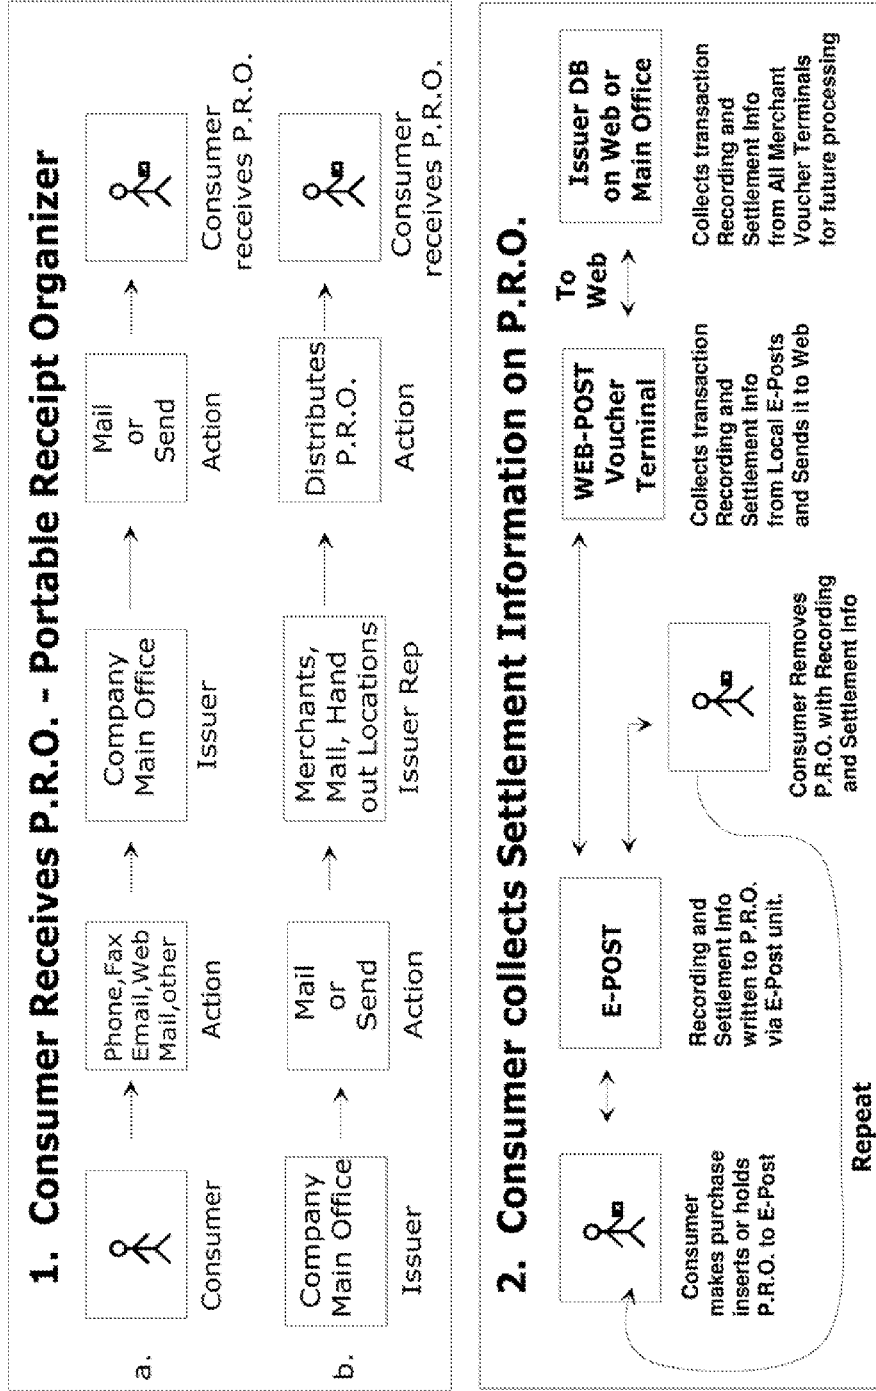 1. Consumer Receives P.R.O. - Portable Receipt Organizer
a.
Consumer
Phone,Fax
Email,Web
Mail,other
Action
Company
Main Office
Issuer
Mail
or
Send
Action
Consumer
receives P.R.O.
b.
Company
Main Office
Issuer
Mail
or
Send
Action
Merchants,
Mall, Hand
out Locations
Issuer Rep
Distributes
P.R.O.
Action
Consumer
receives P.R.O.
2. Consumer collects Settlement Information on P.R.O.
Consumer
makes purchase
inserts or holds
P.R.O. to E-Post
E-POST
Recording and
Settlement Info
written to P.R.O.
via E-Post unit.
Consumer Removes
P.R.O. with Recording
and Settlement Info
WEB-POST
Voucher
Terminal
Collects transaction
Recording and
Settlement Info
from Local E-Posts
and Sends it to Web
To
Web
Issuer DB
on Web or
Main Office
Collects transaction
Recording and
Settlement Info
from All Merchant
Voucher Terminals
for future processing
Repeat